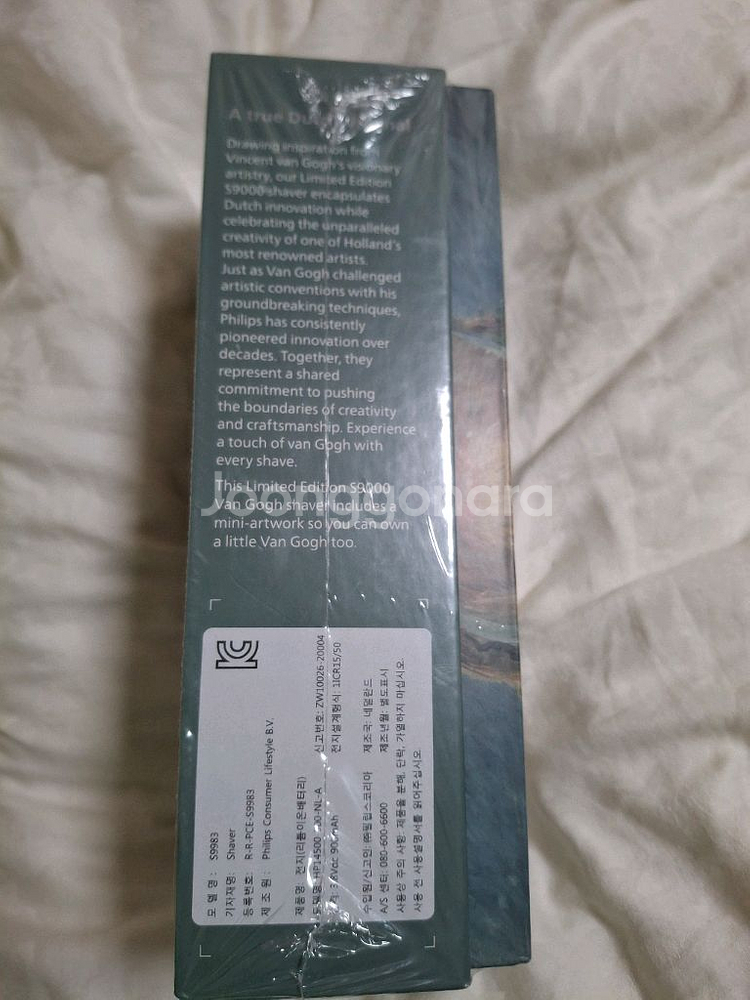 A true
Drawing inspiration
Vincent van Gogh's visionary
artistry, our Limited Edition
S9000 shaver encapsulates
Dutch innovation while
celebrating the unparalleled
creativity of one of Holland's
most renowned artists.
Just as Van Gogh challenged
artistic conventions with his
groundbreaking techniques,
Philips has consistently
pioneered innovation over
decades. Together, they
represent a shared
commitment to pushing
the boundaries of creativity
and craftsmanship. Experience
a touch of van Gogh with
every shave.
This Limited Edition S9000
Van Gogh shaver includes a
mini-artwork so you can own
a little Van Gogh too.
Joongguonara
모델명: S9983
기자재명: Shaver
등록번호: R-R-PCE-S9983
제조원: Philips Consumer Lifestyle B.V.
제품명: 전지(리튬이온배터리) 신고번호: ZW10026-20004
전지설계형식: 1ICR15/50
수입원/신고인: ㈜필립스코리아 제조국: 네덜란드
A/S 센터: 080-600-6600 제조년월: 별도표시
사용상 주의 사항: 제품을 분해, 단락, 가열하지 마십시오.
사용 전 사용설명서를 읽어주십시오.